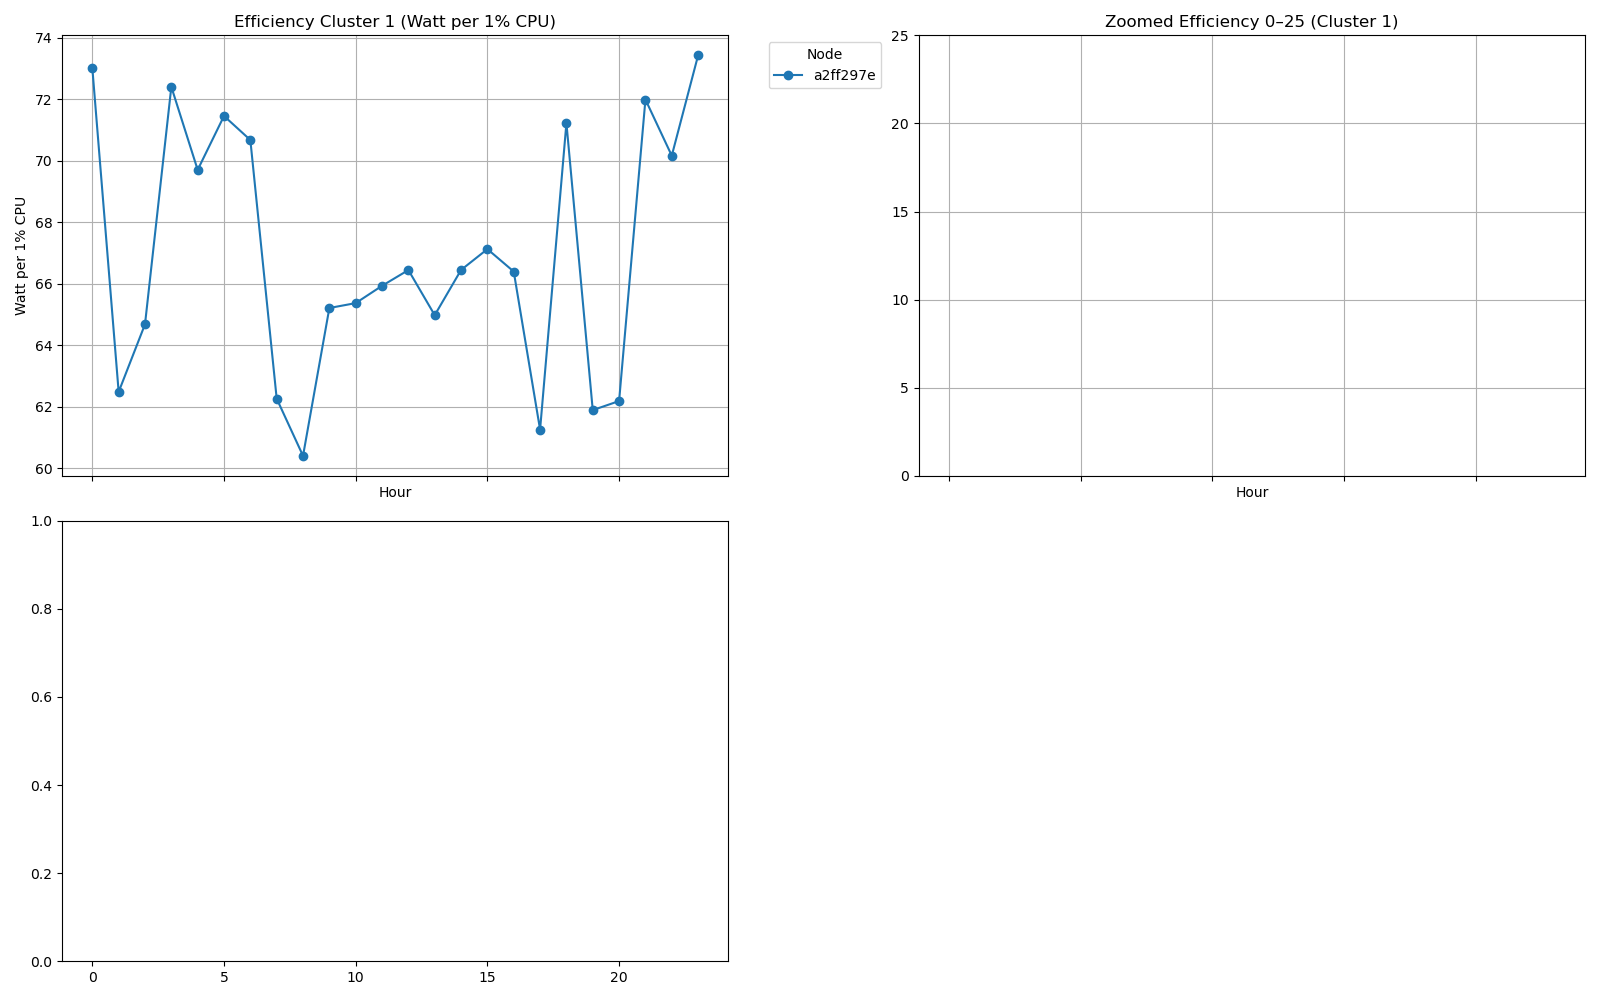 Efficiency Cluster 1 (Watt per 1% CPU)
74
72
70
68
66
64
62
60
Watt per 1% CPU
Hour
Node
a2ff297e
Zoomed Efficiency 0–25 (Cluster 1)
25
20
15
10
5
0
Hour
1.0
0.8
0.6
0.4
0.2
0.0
0 5 10 15 20